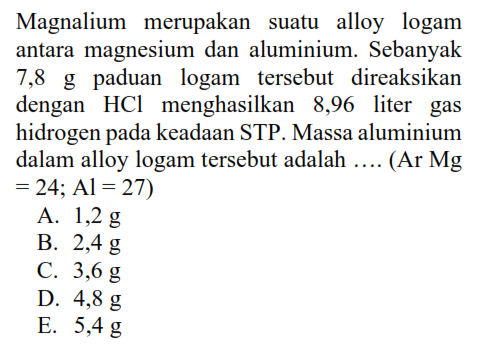 Magnalium merupakan suatu alloy logam
antara magnesium dan aluminium. Sebanyak
7,8 g paduan logam tersebut direaksikan
dengan HCl menghasilkan 8,96 liter gas
hidrogen pada keadaan STP. Massa aluminium
dalam alloy logam tersebut adalah …. (Ar Mg
= 24; Al = 27)
A. 1,2 g
B. 2,4 g
C. 3,6 g
D. 4,8 g
E. 5,4 g